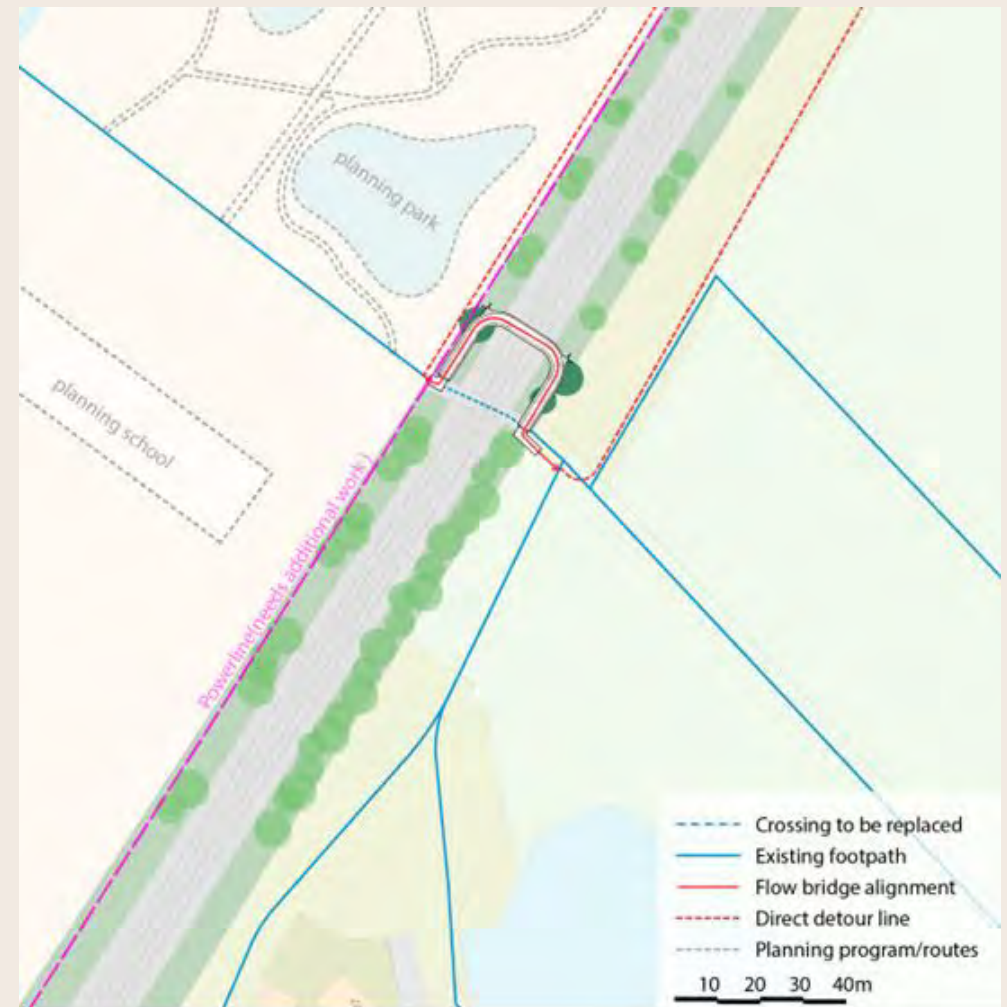 planning park
planning school
Powerline(needs additional work )
Crossing to be replaced
Existing footpath
Flow bridge alignment
Direct detour line
Planning program/routes
10 20 30 40m